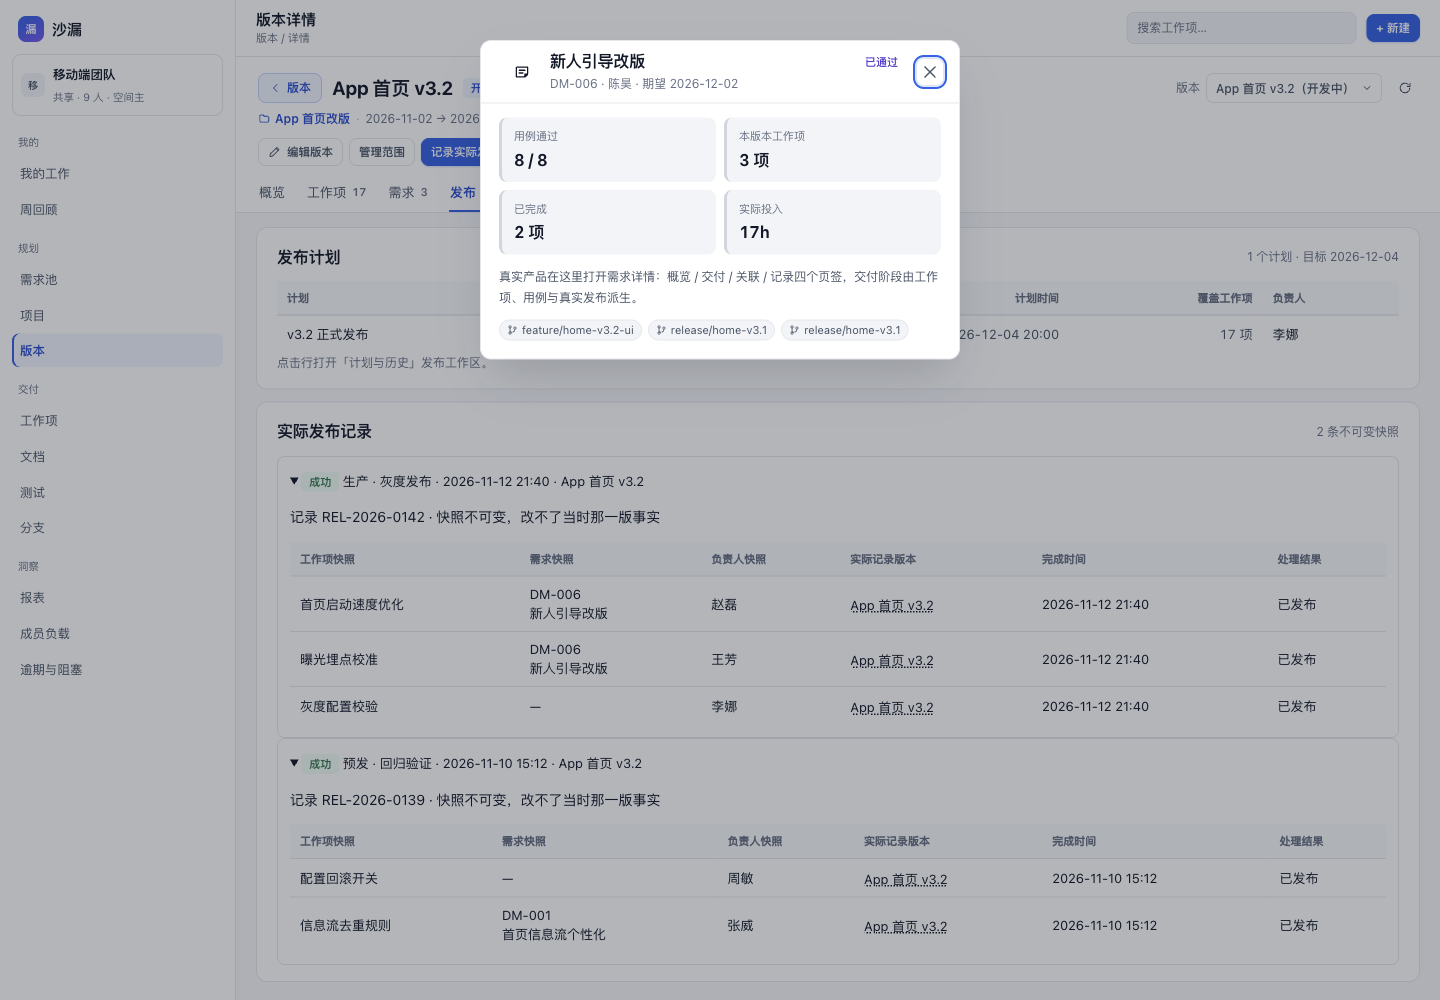 漏 沙漏
移 移动端团队
共享 · 9 人 · 空间主
我的
我的工作
周回顾
规划
需求池
项目
版本
交付
工作项
文档
测试
分支
洞察
报表
成员负载
逾期与阻塞
版本详情
版本 / 详情
搜索工作项...
+ 新建
版本
App 首页 v3.2
版本
App 首页 v3.2（开发中）
App 首页改版 · 2026-11-02 → 2026
编辑版本
管理范围
记录实际
概览
工作项 17
需求 3
发布
新人引导改版
DM-006 · 陈昊 · 期望 2026-12-02
已通过
用例通过
8 / 8
本版本工作项
3 项
已完成
2 项
实际投入
17h
真实产品在这里打开需求详情：概览 / 交付 / 关联 / 记录四个页签，交付阶段由工作
项、用例与真实发布派生。
feature/home-v3.2-ui
release/home-v3.1
release/home-v3.1
发布计划
1 个计划 · 目标 2026-12-04
计划 计划时间 覆盖工作项 负责人
v3.2 正式发布 26-12-04 20:00 17 项 李娜
点击行打开「计划与历史」发布工作区。
实际发布记录
2 条不可变快照
▼ 成功 生产 · 灰度发布 · 2026-11-12 21:40 · App 首页 v3.2
记录 REL-2026-0142 · 快照不可变，改不了当时那一版事实
工作项快照 需求快照 负责人快照 实际记录版本 完成时间 处理结果
首页启动速度优化 DM-006 赵磊 App 首页 v3.2 2026-11-12 21:40 已发布
新人引导改版
曝光埋点校准 DM-006 王芳 App 首页 v3.2 2026-11-12 21:40 已发布
新人引导改版
灰度配置校验 — 李娜 App 首页 v3.2 2026-11-12 21:40 已发布
▼ 成功 预发 · 回归验证 · 2026-11-10 15:12 · App 首页 v3.2
记录 REL-2026-0139 · 快照不可变，改不了当时那一版事实
工作项快照 需求快照 负责人快照 实际记录版本 完成时间 处理结果
配置回滚开关 — 周敏 App 首页 v3.2 2026-11-10 15:12 已发布
信息流去重规则 DM-001 张威 App 首页 v3.2 2026-11-10 15:12 已发布
首页信息流个性化